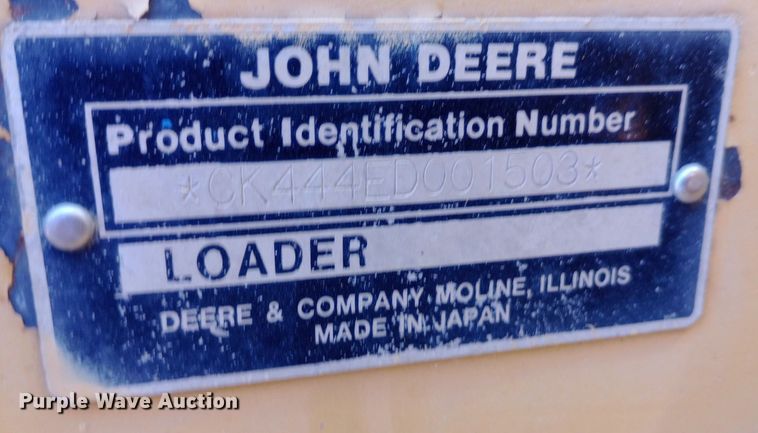 JOHN DEERE
Product Identification Number
*CK444ED001503*
LOADER
DEERE & COMPANY MOLINE, ILLINOIS
MADE IN JAPAN
Purple Wave Auction